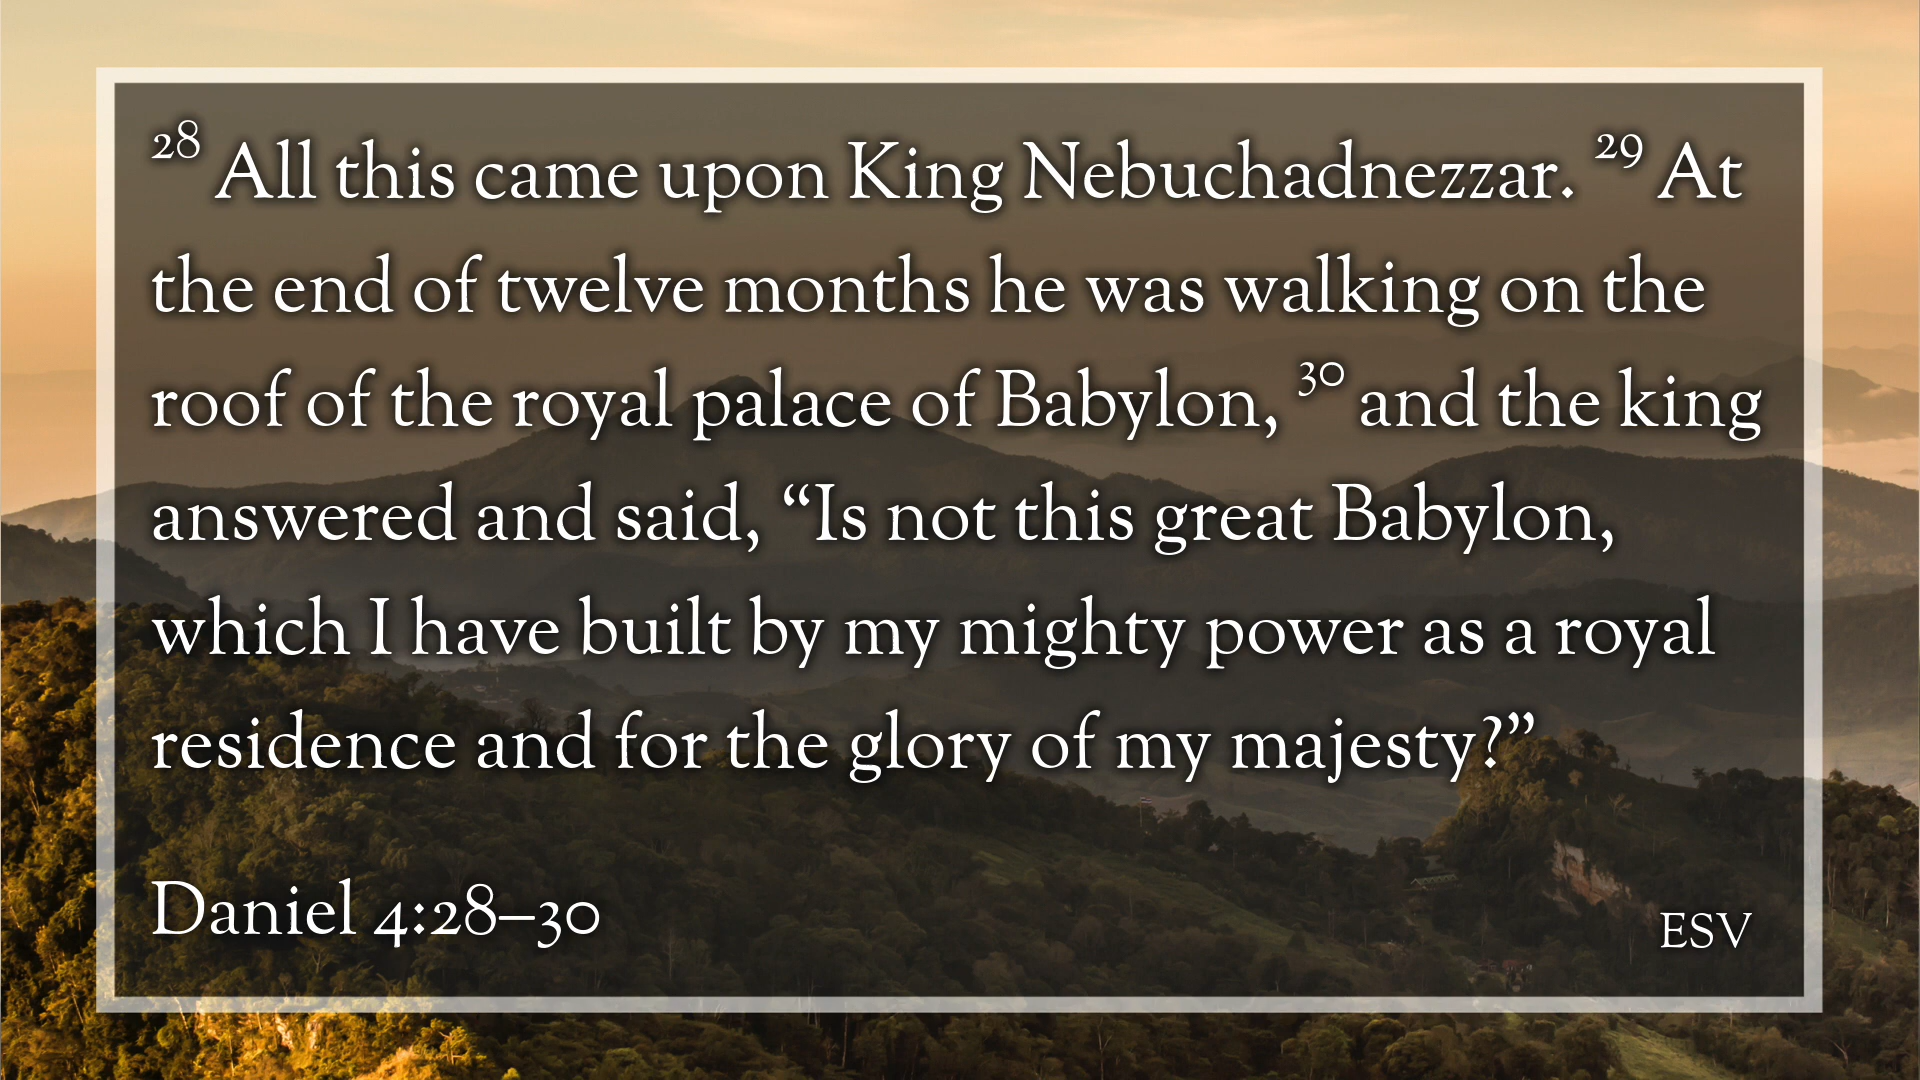 28 All this came upon King Nebuchadnezzar. 29 At
the end of twelve months he was walking on the
roof of the royal palace of Babylon, 30 and the king
answered and said, “Is not this great Babylon,
which I have built by my mighty power as a royal
residence and for the glory of my majesty?”
Daniel 4:28–30
ESV